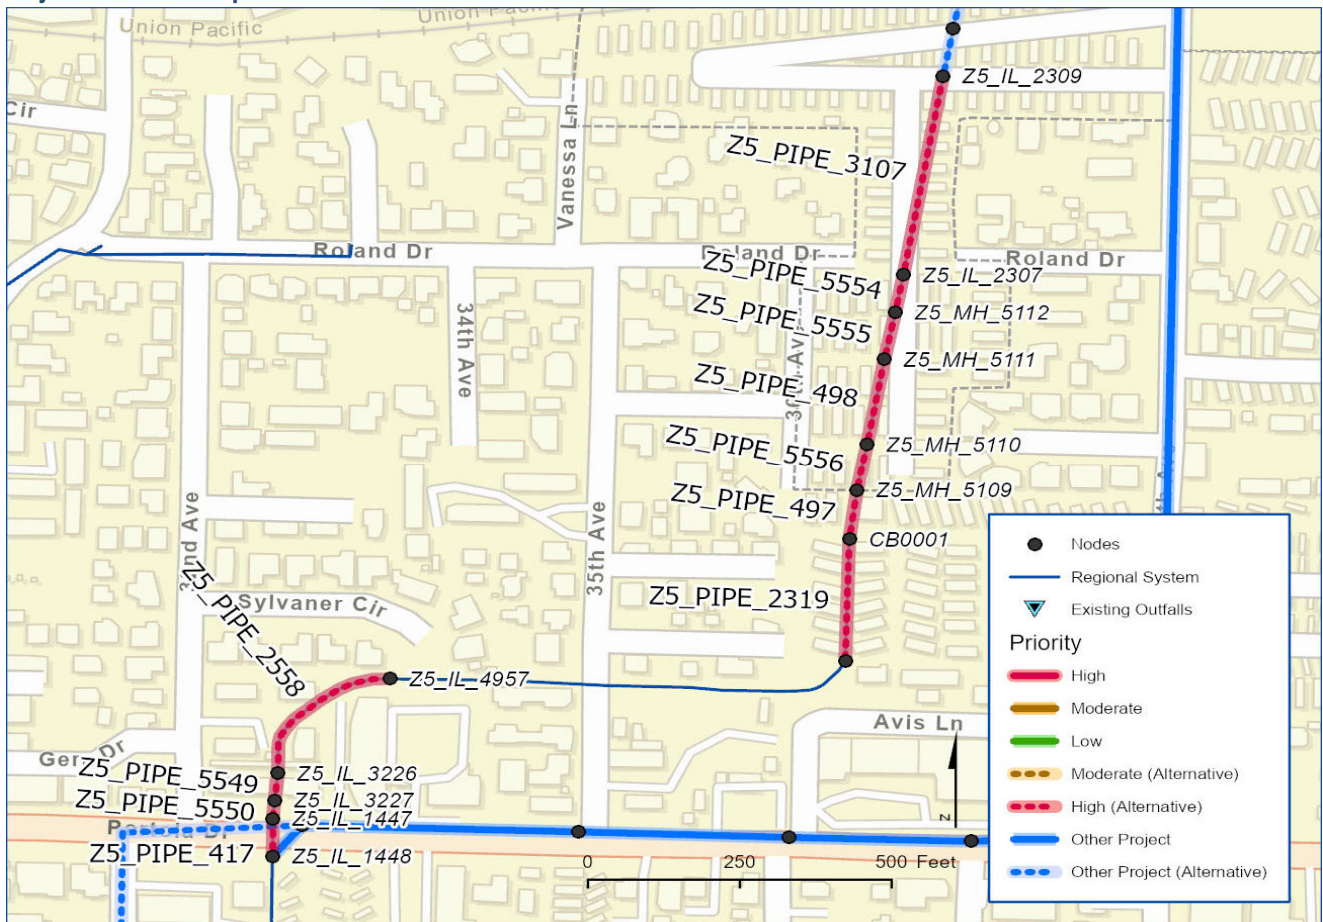 Union Pacific
Union Pacific
Cir
Vanessa Ln
Z5_IL_2309
Z5_PIPE_3107
Roland Dr
Roland Dr
Roland Dr
Z5_PIPE_5554
Z5_IL_2307
34th Ave
Z5_PIPE_5555
Z5_MH_5112
Z5_MH_5111
Z5_PIPE_498
Z5_PIPE_5556
Z5_MH_5110
Z5_PIPE_497
Z5_MH_5109
35th Ave
CB0001
Z5_PIPE_2319
Sylvaner Cir
Z5_PIPE_2558
Z5_IL_4957
Avis Ln
Z5_PIPE_5549
Z5_IL_3226
Z5_PIPE_5550
Z5_IL_3227
Z5_IL_1447
Z5_PIPE_417
Z5_IL_1448
0 250 500 Feet
z
Nodes
Regional System
Existing Outfalls
Priority
High
Moderate
Low
Moderate (Alternative)
High (Alternative)
Other Project
Other Project (Alternative)